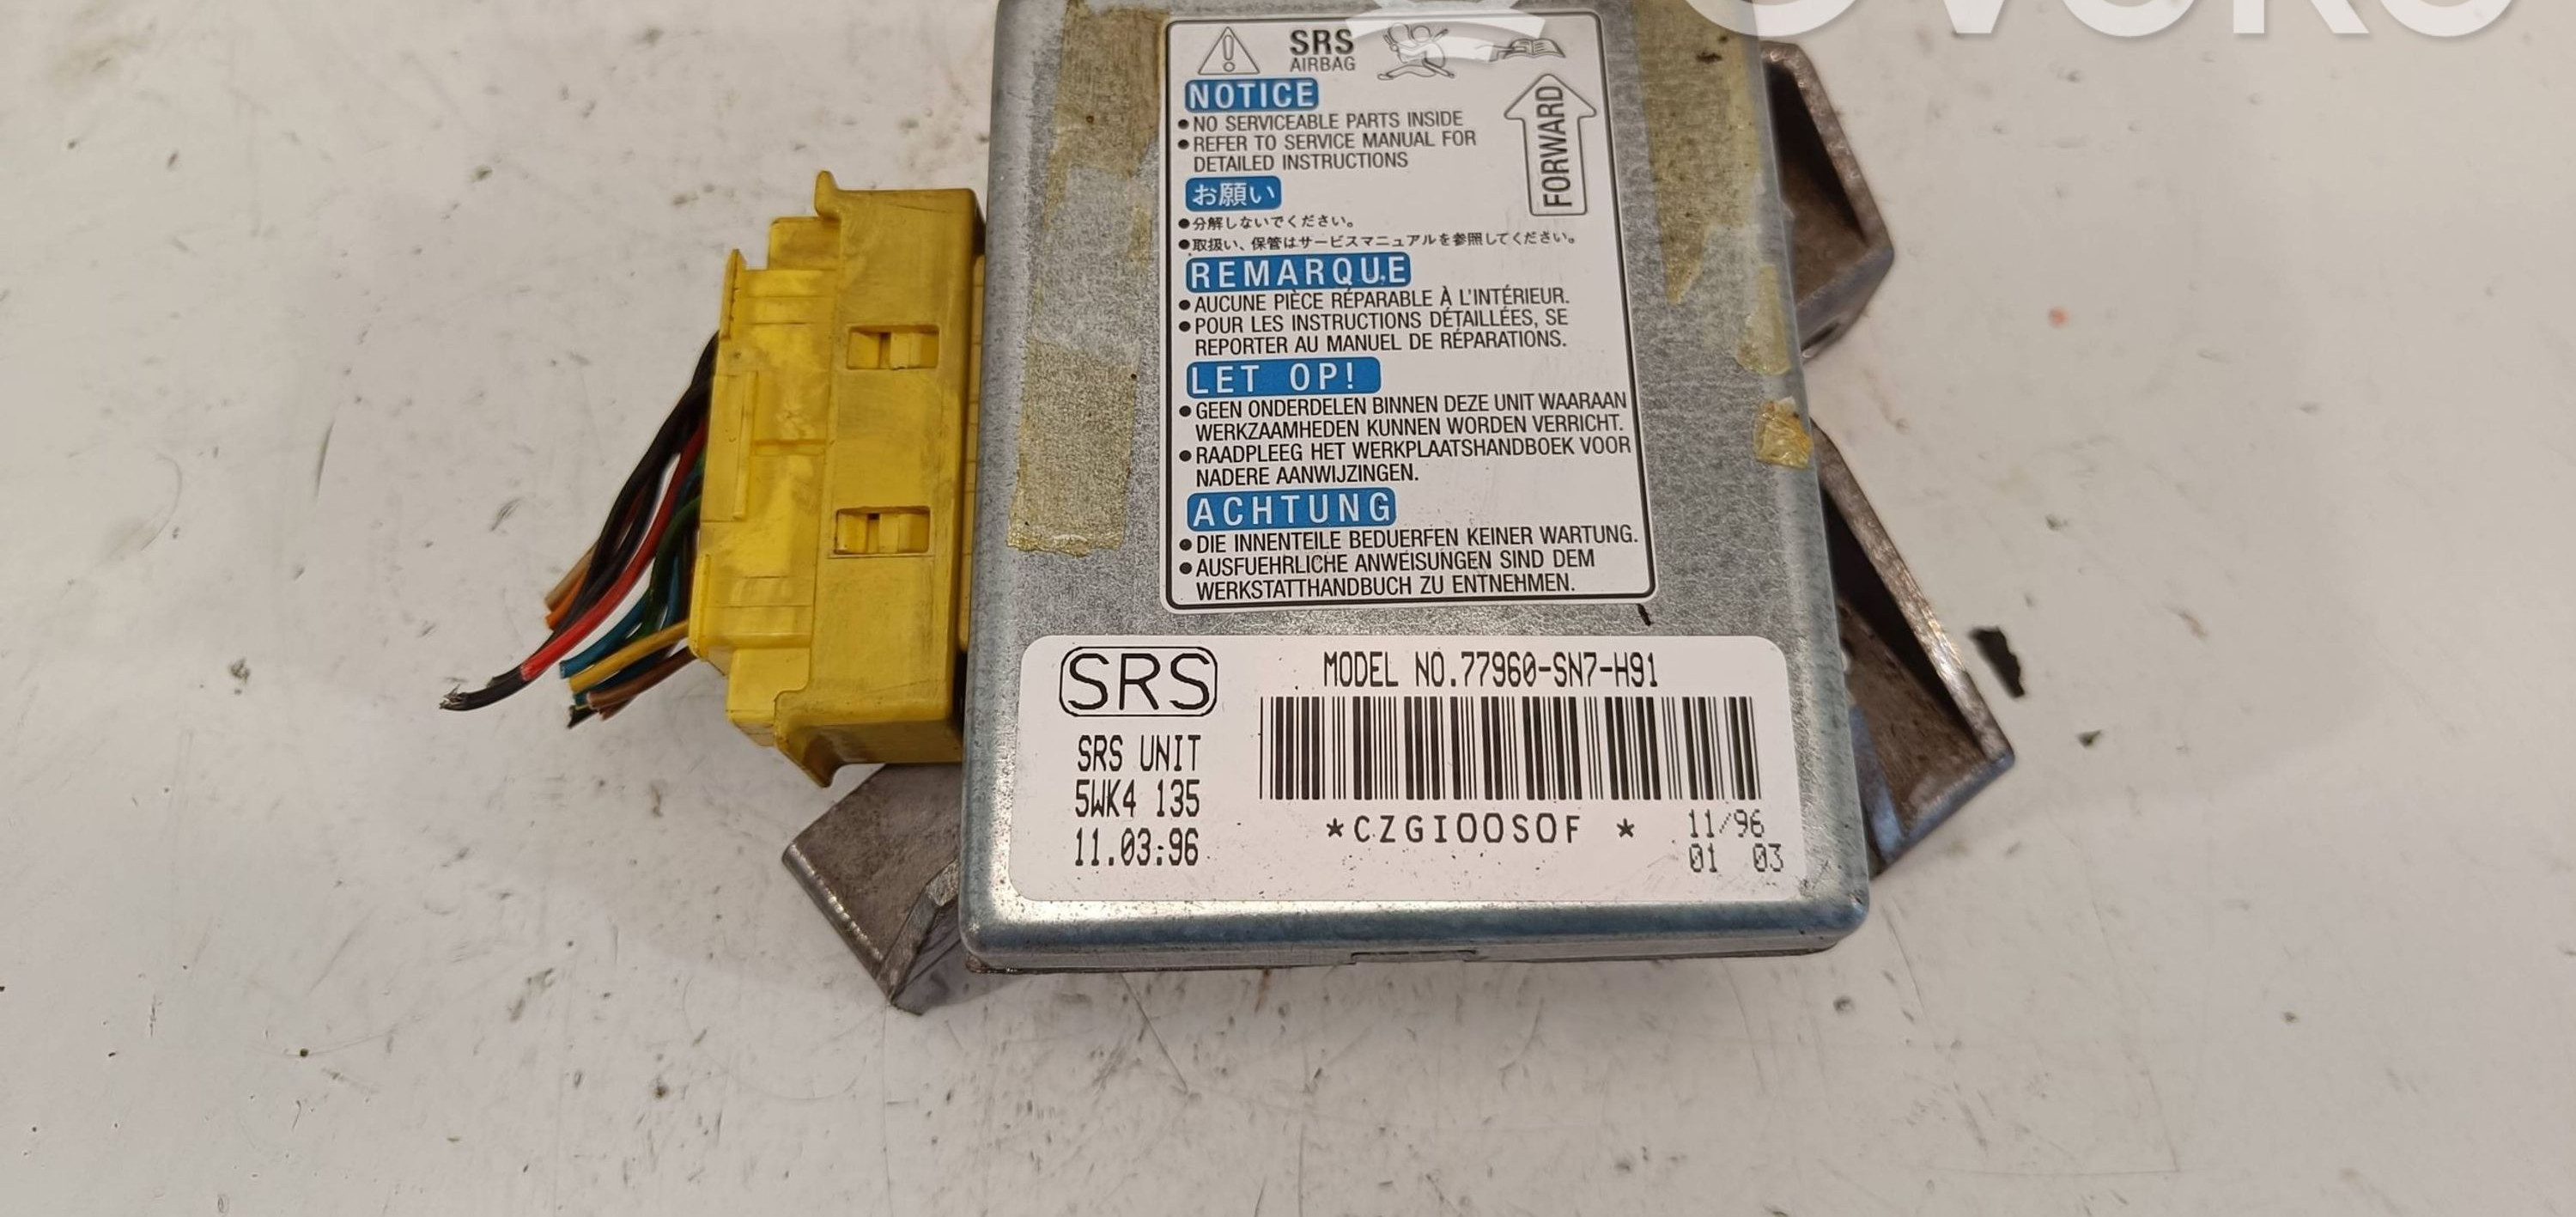 SRS
AIRBAG
NOTICE
● NO SERVICEABLE PARTS INSIDE
● REFER TO SERVICE MANUAL FOR
DETAILED INSTRUCTIONS
FORWARD
お願い
●分解しないでください。
●取扱い、保管はサービスマニュアルを参照してください。
REMARQUE
● AUCUNE PIÈCE RÉPARABLE À L'INTÉRIEUR.
● POUR LES INSTRUCTIONS DÉTAILLÉES, SE
REPORTER AU MANUEL DE RÉPARATIONS.
LET OP!
● GEEN ONDERDELEN BINNEN DEZE UNIT WAARAAN
WERKZAAMHEDEN KUNNEN WORDEN VERRICHT.
● RAADPLEEG HET WERKPLAATSHANDBOEK VOOR
NADERE AANWIJZINGEN.
ACHTUNG
● DIE INNENTEILE BEDUERFEN KEINER WARTUNG.
● AUSFUEHRLICHE ANWEISUNGEN SIND DEM
WERKSTATTHANDBUCH ZU ENTNEHMEN.
SRS
MODEL NO.77960-SN7-H91
SRS UNIT
5WK4 135
11.03:96
*CZGI00S0F *
11/96
01 03